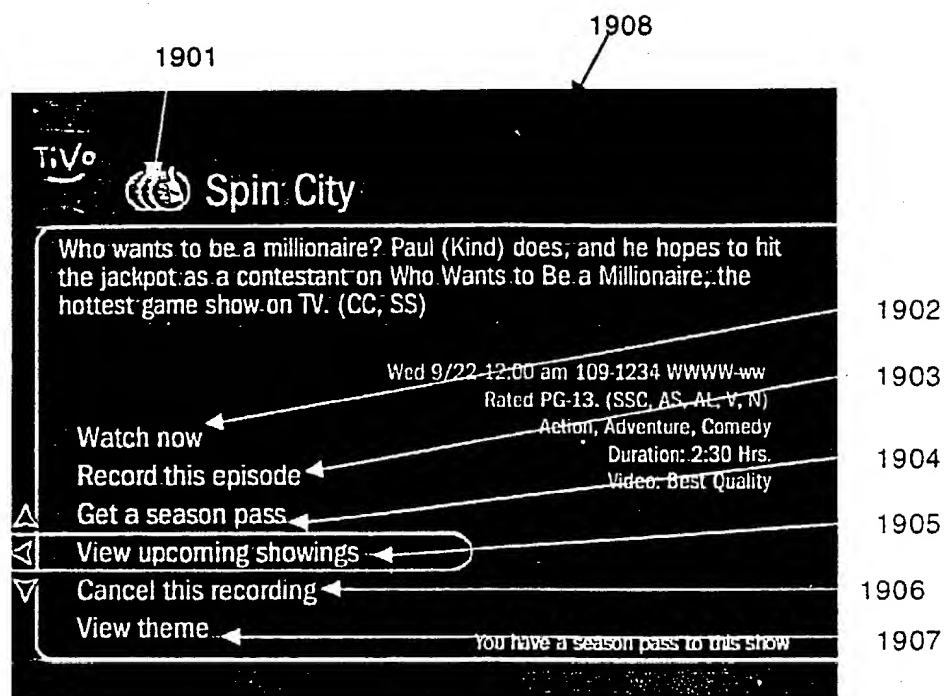 1908
1901
TiVo
Spin City
Who wants to be a millionaire? Paul (Kind) does, and he hopes to hit
the jackpot as a contestant on Who Wants to Be a Millionaire, the
hottest game show on TV. (CC, SS)
1902
Wed 9/22 12:00 am 109-1234 WWWW-ww
1903
Rated PG-13. (SSC, AS, AL, V, N)
Watch now
Action, Adventure, Comedy
Duration: 2:30 Hrs.
1904
Record this episode
Video: Best Quality
Get a season pass
1905
View upcoming showings
Cancel this recording
1906
View theme
You have a season pass to this show
1907